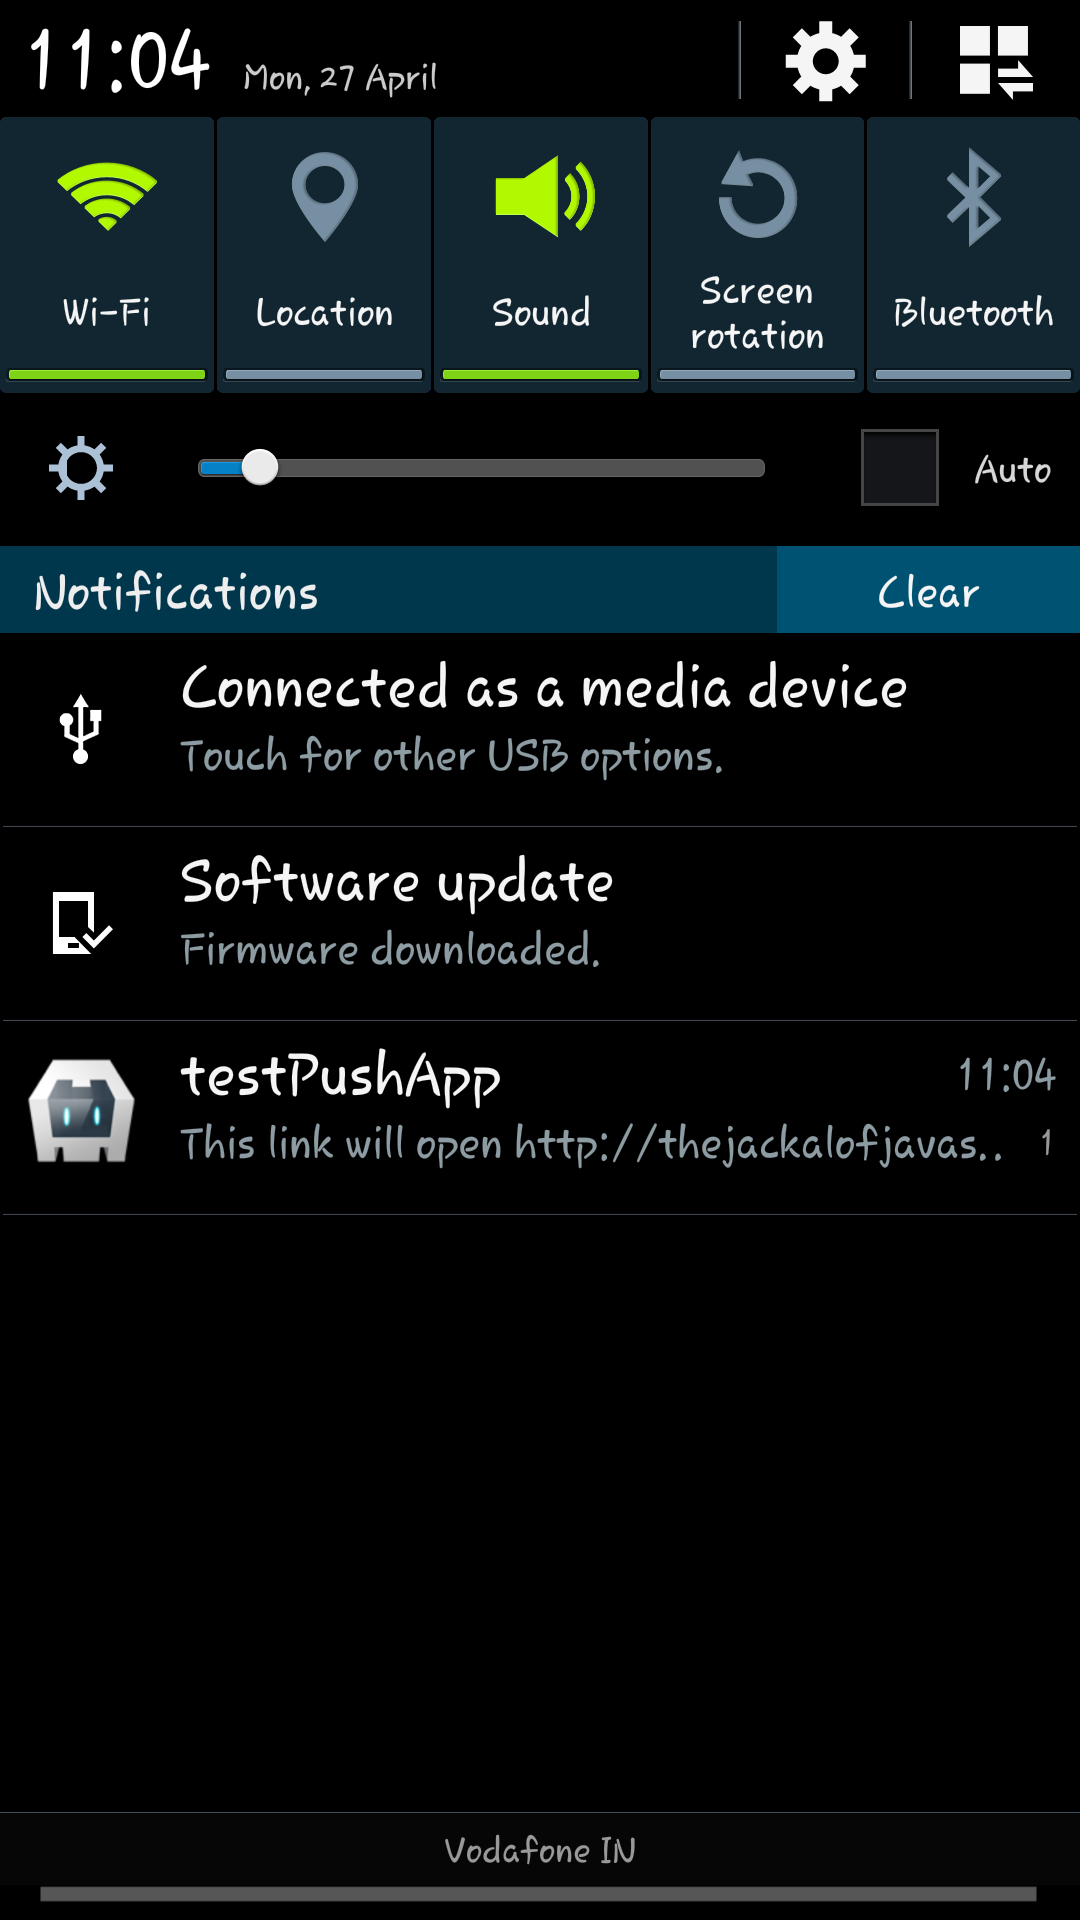 11:04 Mon, 27 April
Wi-Fi
Location
Sound
Screen
rotation
Bluetooth
Auto
Notifications
Clear
Connected as a media device
Touch for other USB options.
Software update
Firmware downloaded.
testPushApp 11:04
This link will open http://thejackalofjavas.. 1
Vodafone IN